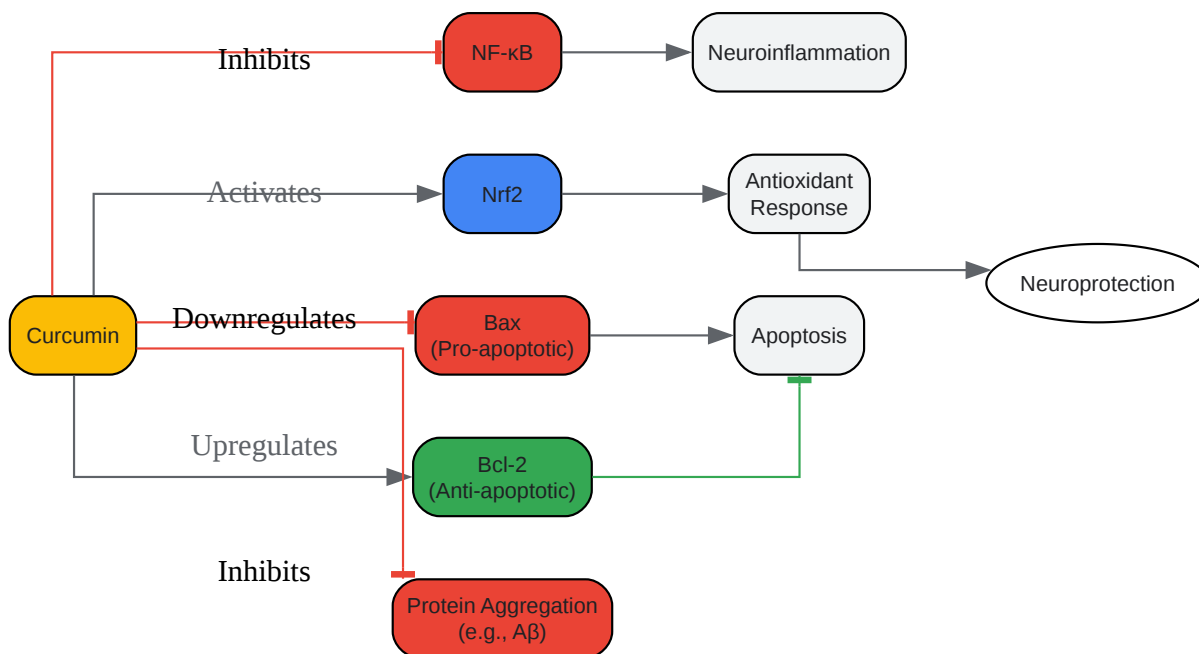 Inhibits
NF-κB
Neuroinflammation
Activates
Nrf2
Antioxidant
Response
Neuroprotection
Curcumin
Downregulates
Bax
(Pro-apoptotic)
Apoptosis
Upregulates
Bcl-2
(Anti-apoptotic)
Inhibits
Protein Aggregation
(e.g., Aβ)